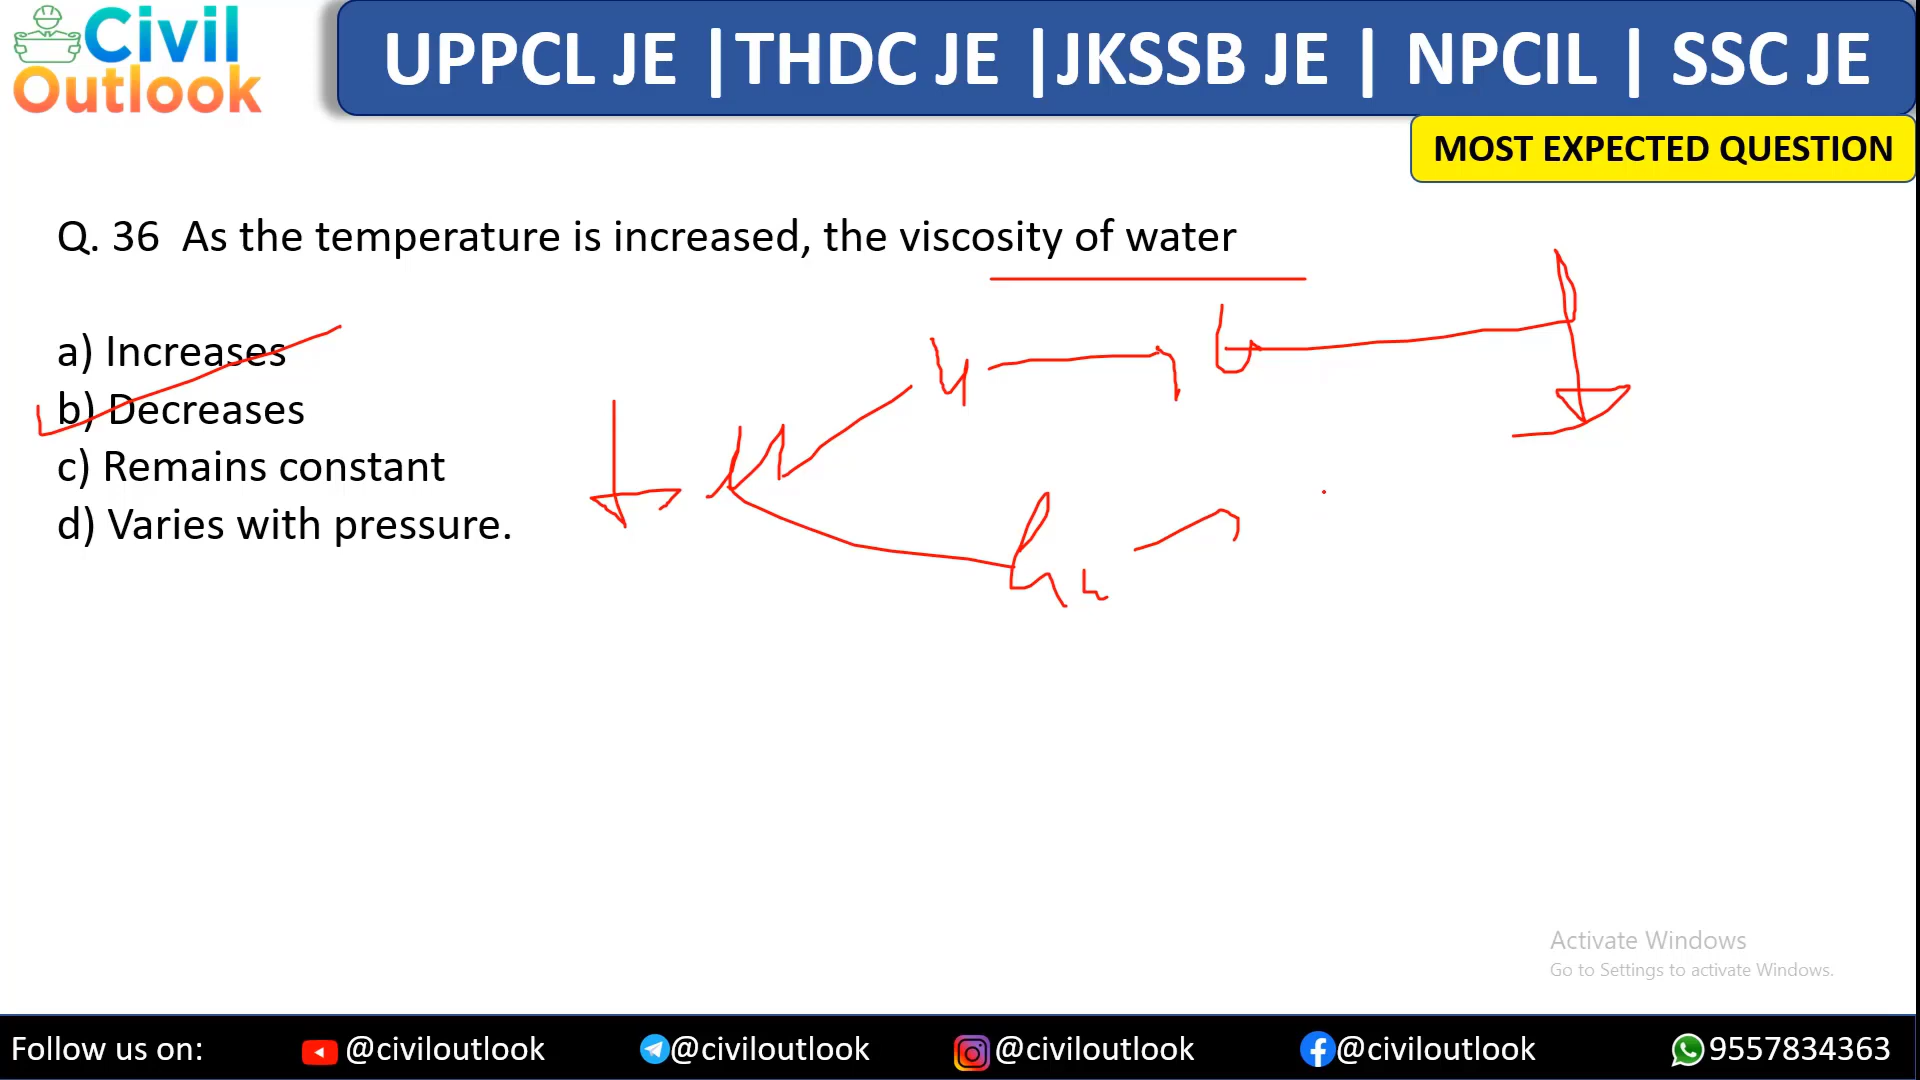 Civil
Outlook
UPPCL JE |THDC JE |JKSSB JE | NPCIL | SSC JE
MOST EXPECTED QUESTION
Q. 36 As the temperature is increased, the viscosity of water
a) Increases
b) Decreases
c) Remains constant
d) Varies with pressure.
Activate Windows
Go to Settings to activate Windows.
Follow us on: @civiloutlook @civiloutlook @civiloutlook @civiloutlook 9557834363